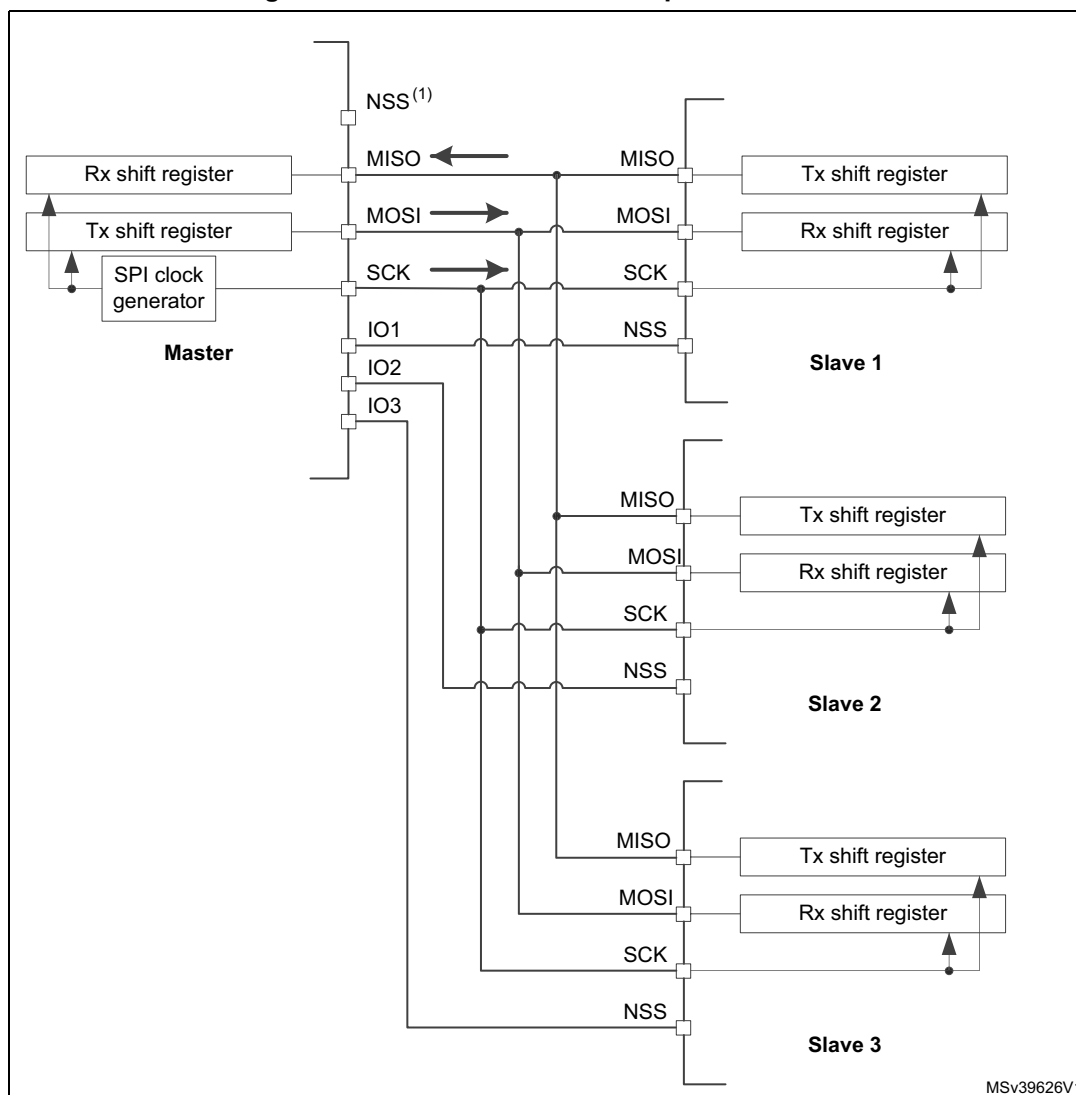 NSS (1)
MISO
MISO
Rx shift register
Tx shift register
MOSI
MOSI
Tx shift register
Rx shift register
SCK
SCK
SPI clock
generator
IO1
NSS
Master
Slave 1
IO2
IO3
MISO
Tx shift register
MOSI
Rx shift register
SCK
NSS
Slave 2
MISO
Tx shift register
MOSI
Rx shift register
SCK
NSS
Slave 3